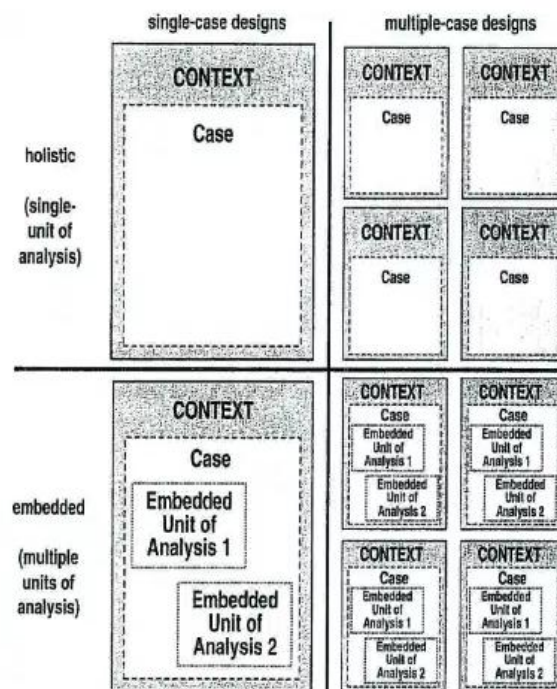 single-case designs
multiple-case designs
holistic
(single-
unit of
analysis)
CONTEXT
Case
CONTEXT
Case
CONTEXT
Case
CONTEXT
Case
CONTEXT
Case
embedded
(multiple
units of
analysis)
CONTEXT
Case
Embedded
Unit of
Analysis 1
Embedded
Unit of
Analysis 2
CONTEXT
Case
Embedded
Unit of
Analysis 1
Embedded
Unit of
Analysis 2
CONTEXT
Case
Embedded
Unit of
Analysis 1
Embedded
Unit of
Analysis 2
CONTEXT
Case
Embedded
Unit of
Analysis 1
Embedded
Unit of
Analysis 2
CONTEXT
Case
Embedded
Unit of
Analysis 1
Embedded
Unit of
Analysis 2